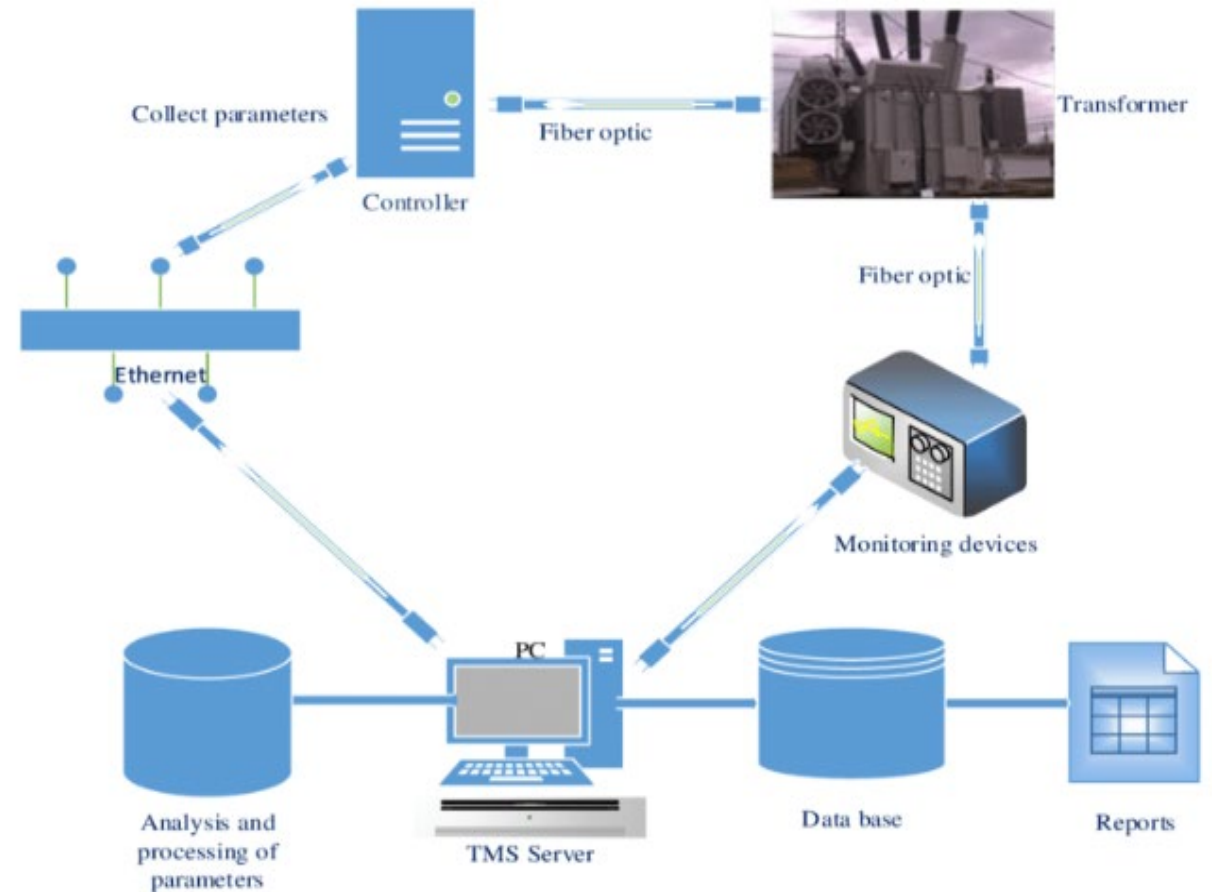 Collect parameters
Fiber optic
Transformer
Controller
Fiber optic
Ethernet
Monitoring devices
PC
Analysis and
processing of
parameters
TMS Server
Data base
Reports